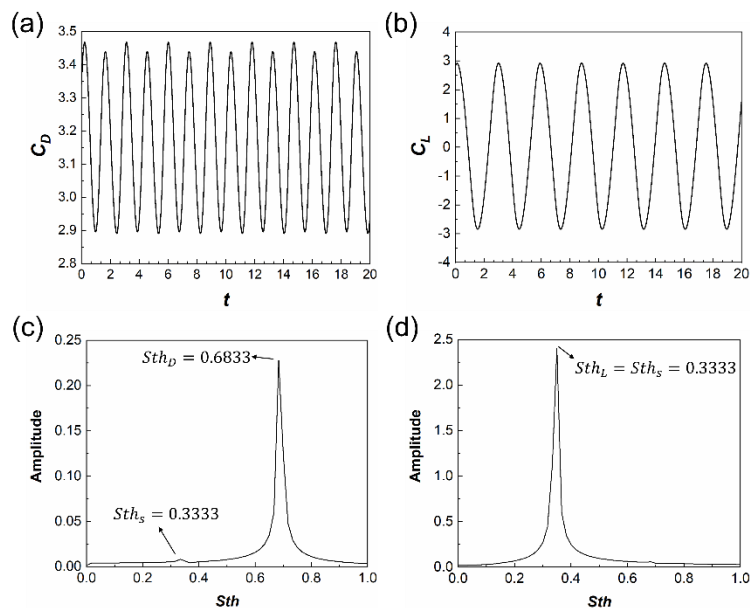 (a)
3.5
3.4
3.3
3.2
3.1
3.0
2.9
2.8
C_D
0 2 4 6 8 10 12 14 16 18 20
t
(b)
4
3
2
1
0
-1
-2
-3
-4
C_L
0 2 4 6 8 10 12 14 16 18 20
t
(c)
0.25
0.20
0.15
0.10
0.05
0.00
Amplitude
Sth_D = 0.6833
Sth_s = 0.3333
0.0 0.2 0.4 0.6 0.8 1.0
Sth
(d)
2.5
2.0
1.5
1.0
0.5
0.0
Amplitude
Sth_L = Sth_s = 0.3333
0.0 0.2 0.4 0.6 0.8 1.0
Sth